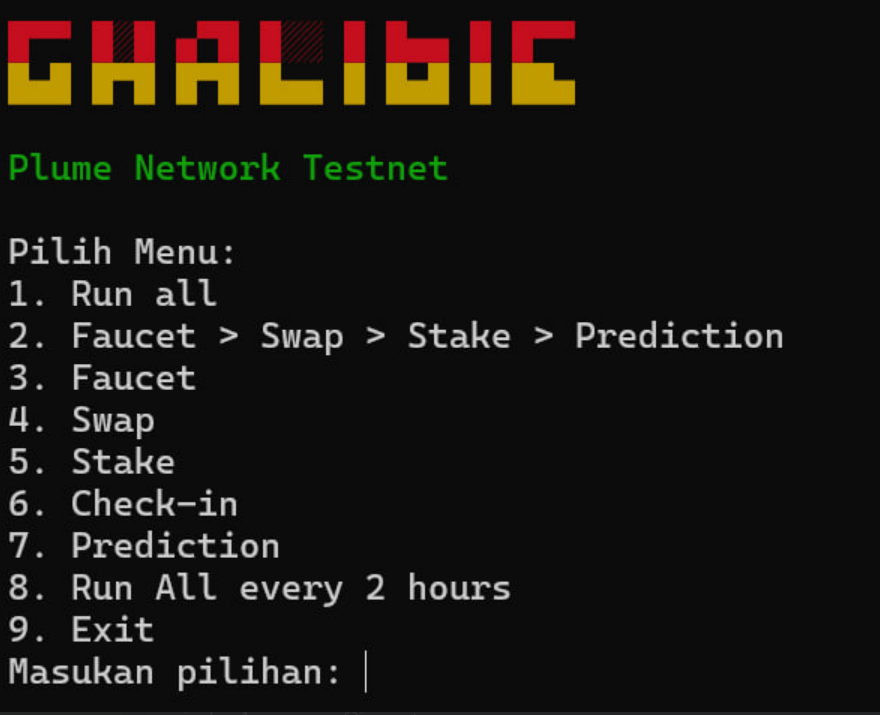 GHALIBIE
Plume Network Testnet
Pilih Menu:
1. Run all
2. Faucet > Swap > Stake > Prediction
3. Faucet
4. Swap
5. Stake
6. Check-in
7. Prediction
8. Run All every 2 hours
9. Exit
Masukan pilihan: